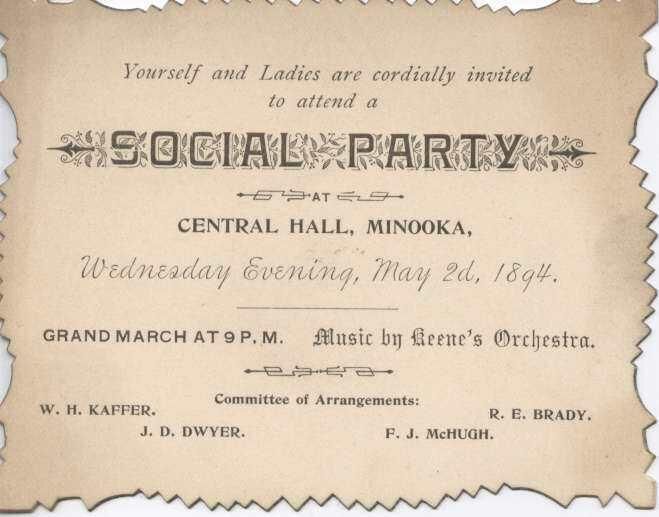 Yourself and Ladies are cordially invited
to attend a
SOCIAL PARTY
AT
CENTRAL HALL, MINOOKA,
Wednesday Evening, May 2d, 1894.
GRAND MARCH AT 9 P. M. Music by Keene's Orchestra.
Committee of Arrangements:
W. H. KAFFER. R. E. BRADY.
J. D. DWYER. F. J. McHUGH.